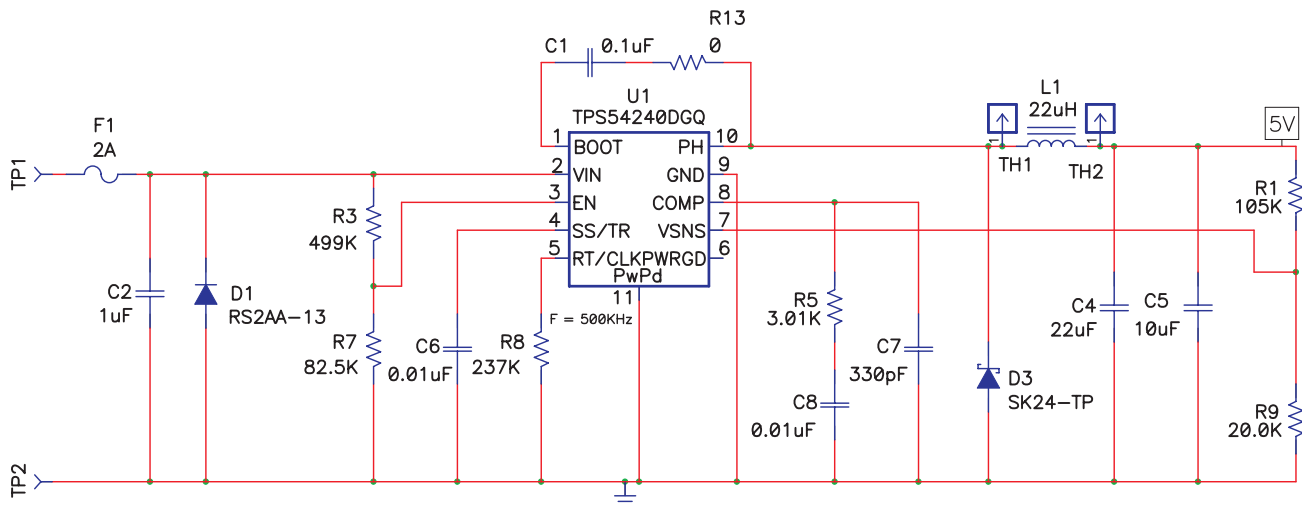 R13
C1
0.1uF
0
U1
TPS54240DGQ
L1
22uH
5V
F1
2A
1
BOOT
PH
10
2
VIN
GND
9
3
EN
COMP
8
4
SS/TR
VSNS
7
5
RT/CLK
PWRGD
6
PwPd
11
F = 500KHz
1
TH1
1
TH2
TP1
R3
499K
R1
105K
C2
1uF
D1
RS2AA-13
R7
82.5K
C6
0.01uF
R8
237K
R5
3.01K
C7
330pF
C8
0.01uF
C4
22uF
C5
10uF
D3
SK24-TP
R9
20.0K
TP2